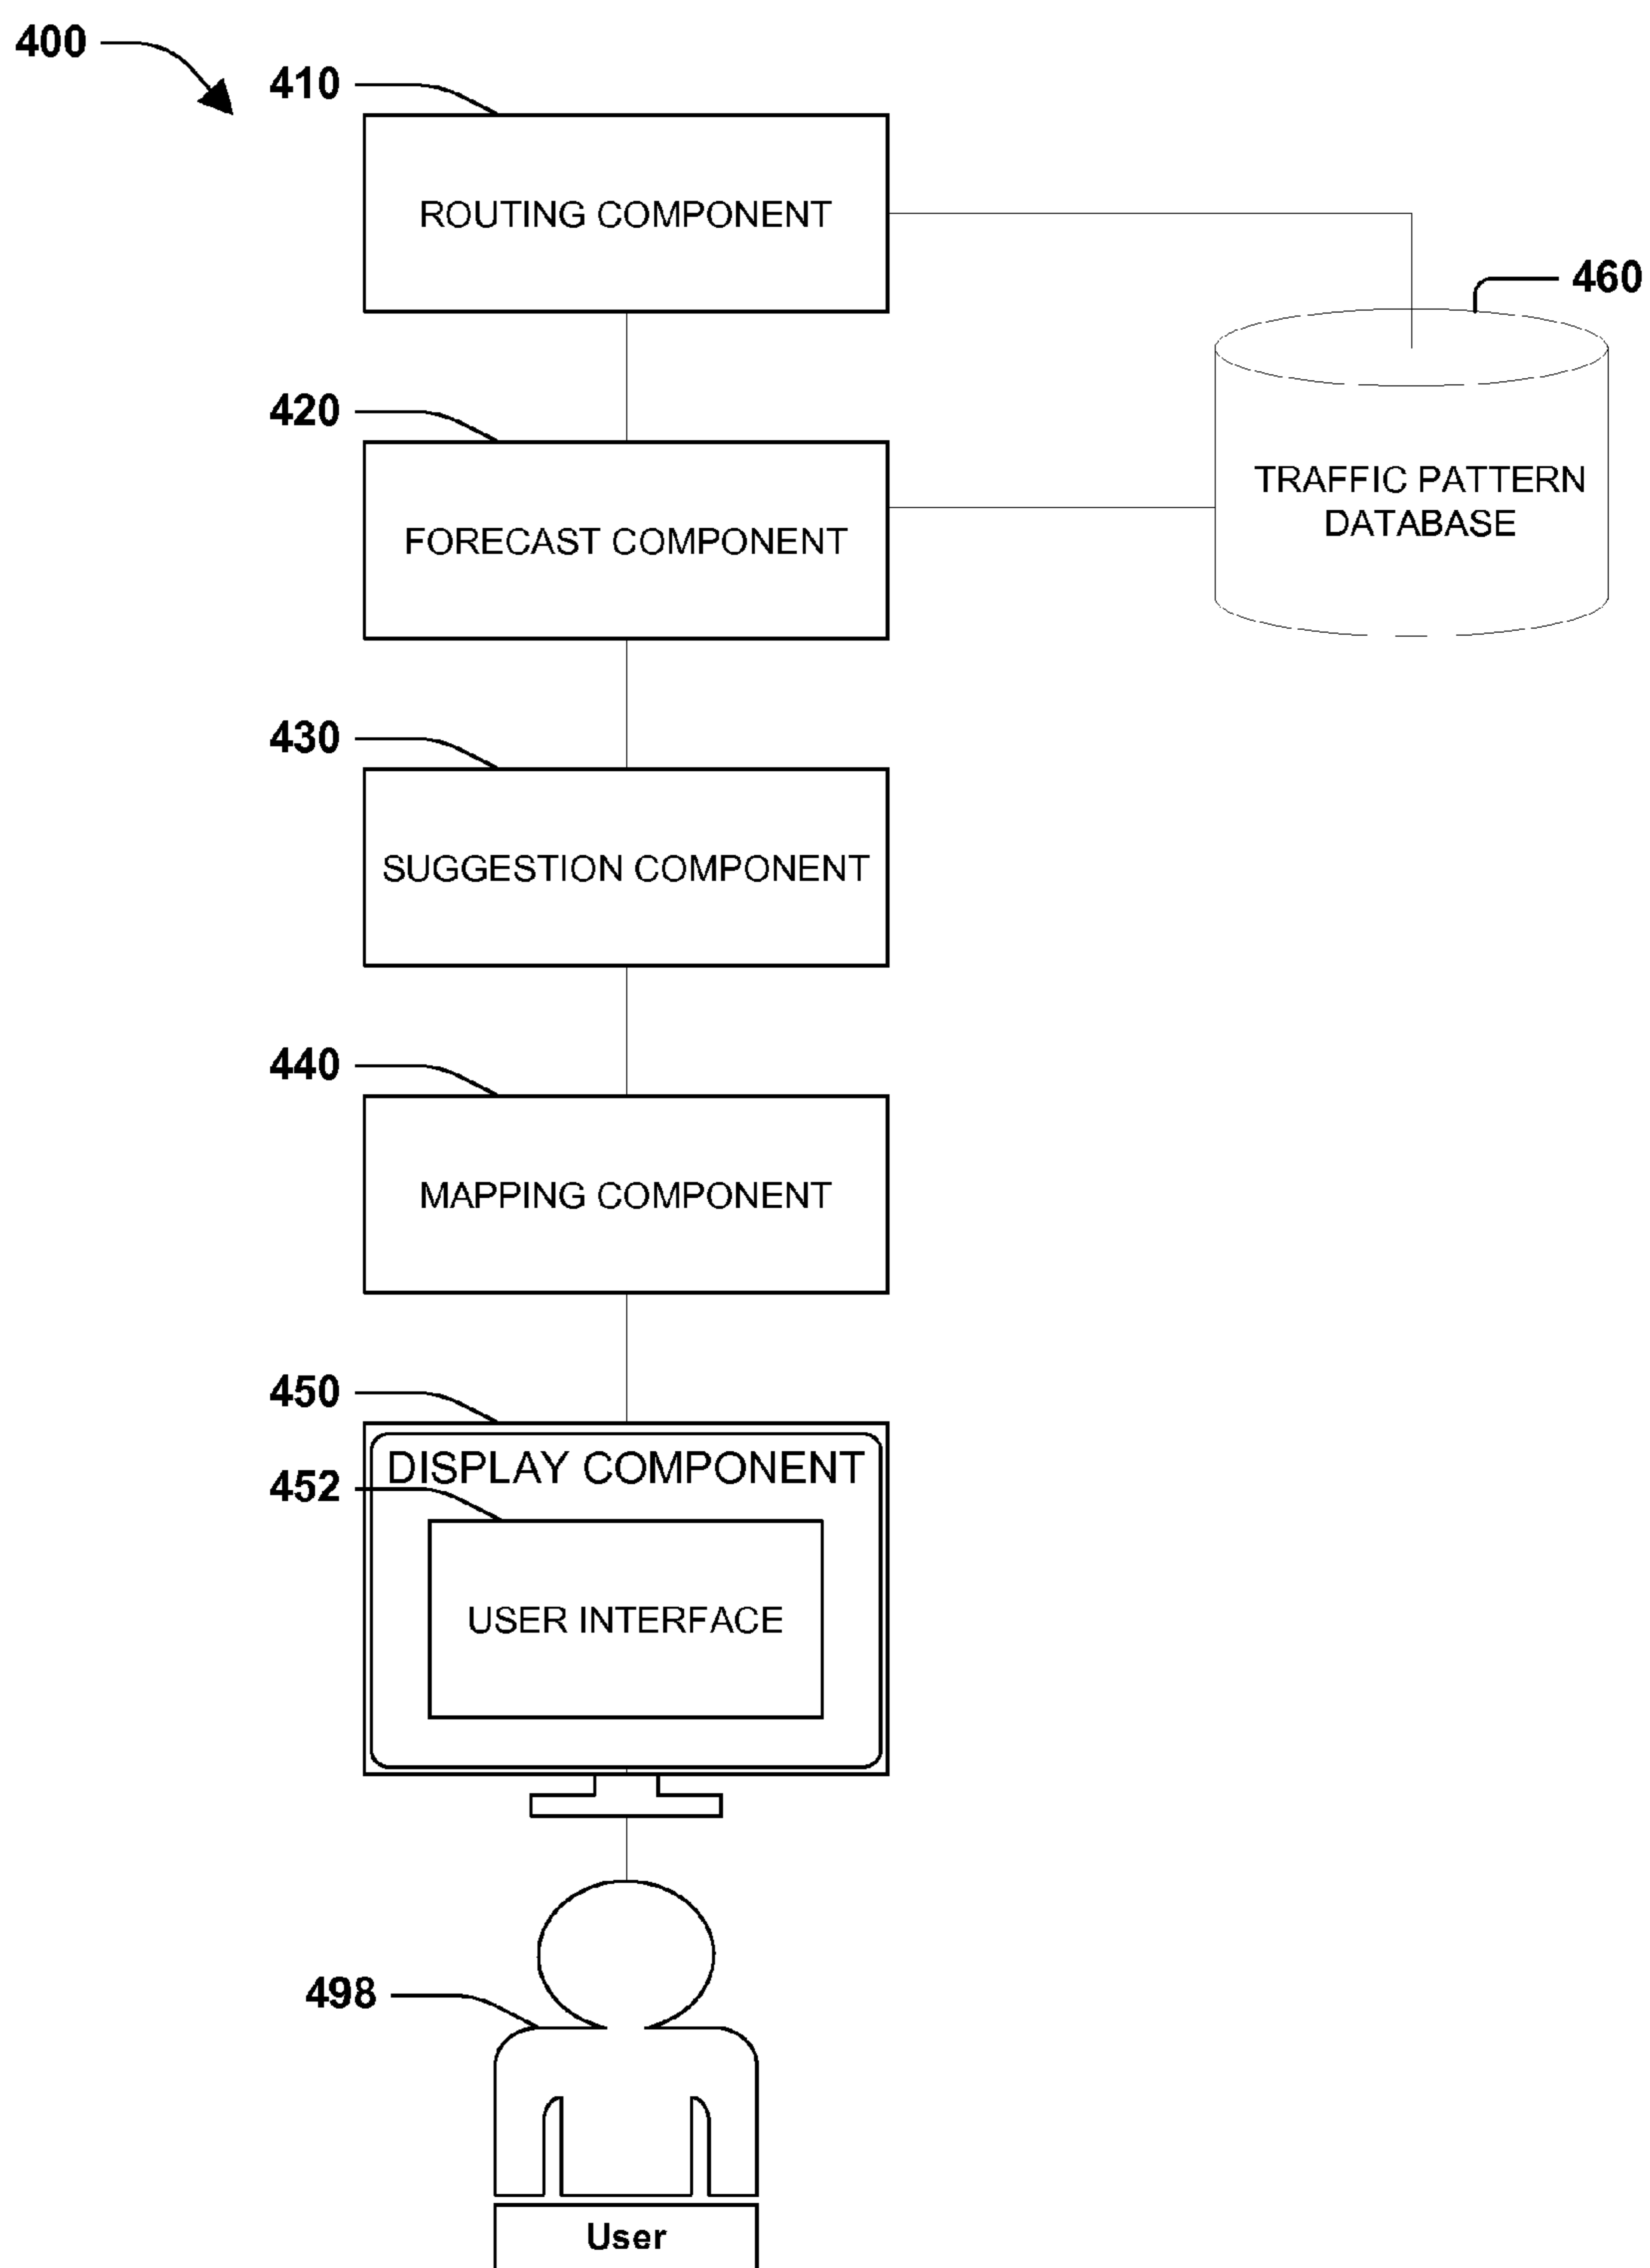 400
410
ROUTING COMPONENT
460
420
TRAFFIC PATTERN
DATABASE
FORECAST COMPONENT
430
SUGGESTION COMPONENT
440
MAPPING COMPONENT
450
DISPLAY COMPONENT
452
USER INTERFACE
498
User